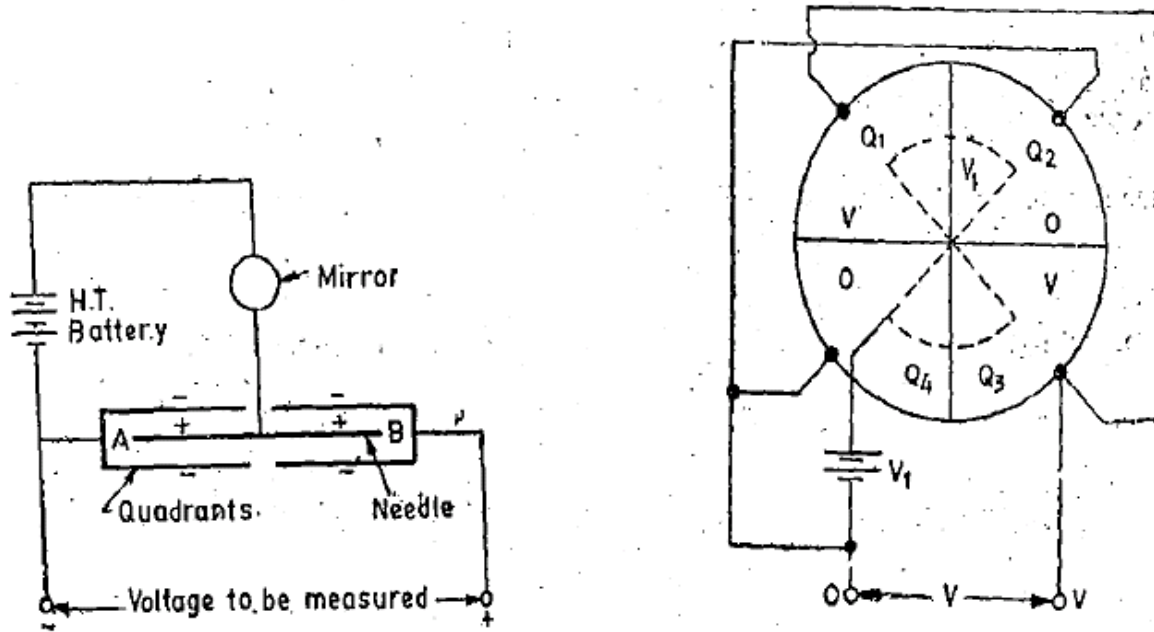 Mirror
H.T.
Battery
- -
A + + B
- -
Quadrants.
Needle
Voltage to be measured
- +
Q1 Q2
V1
V O
O V
Q4 Q3
V1
O V V